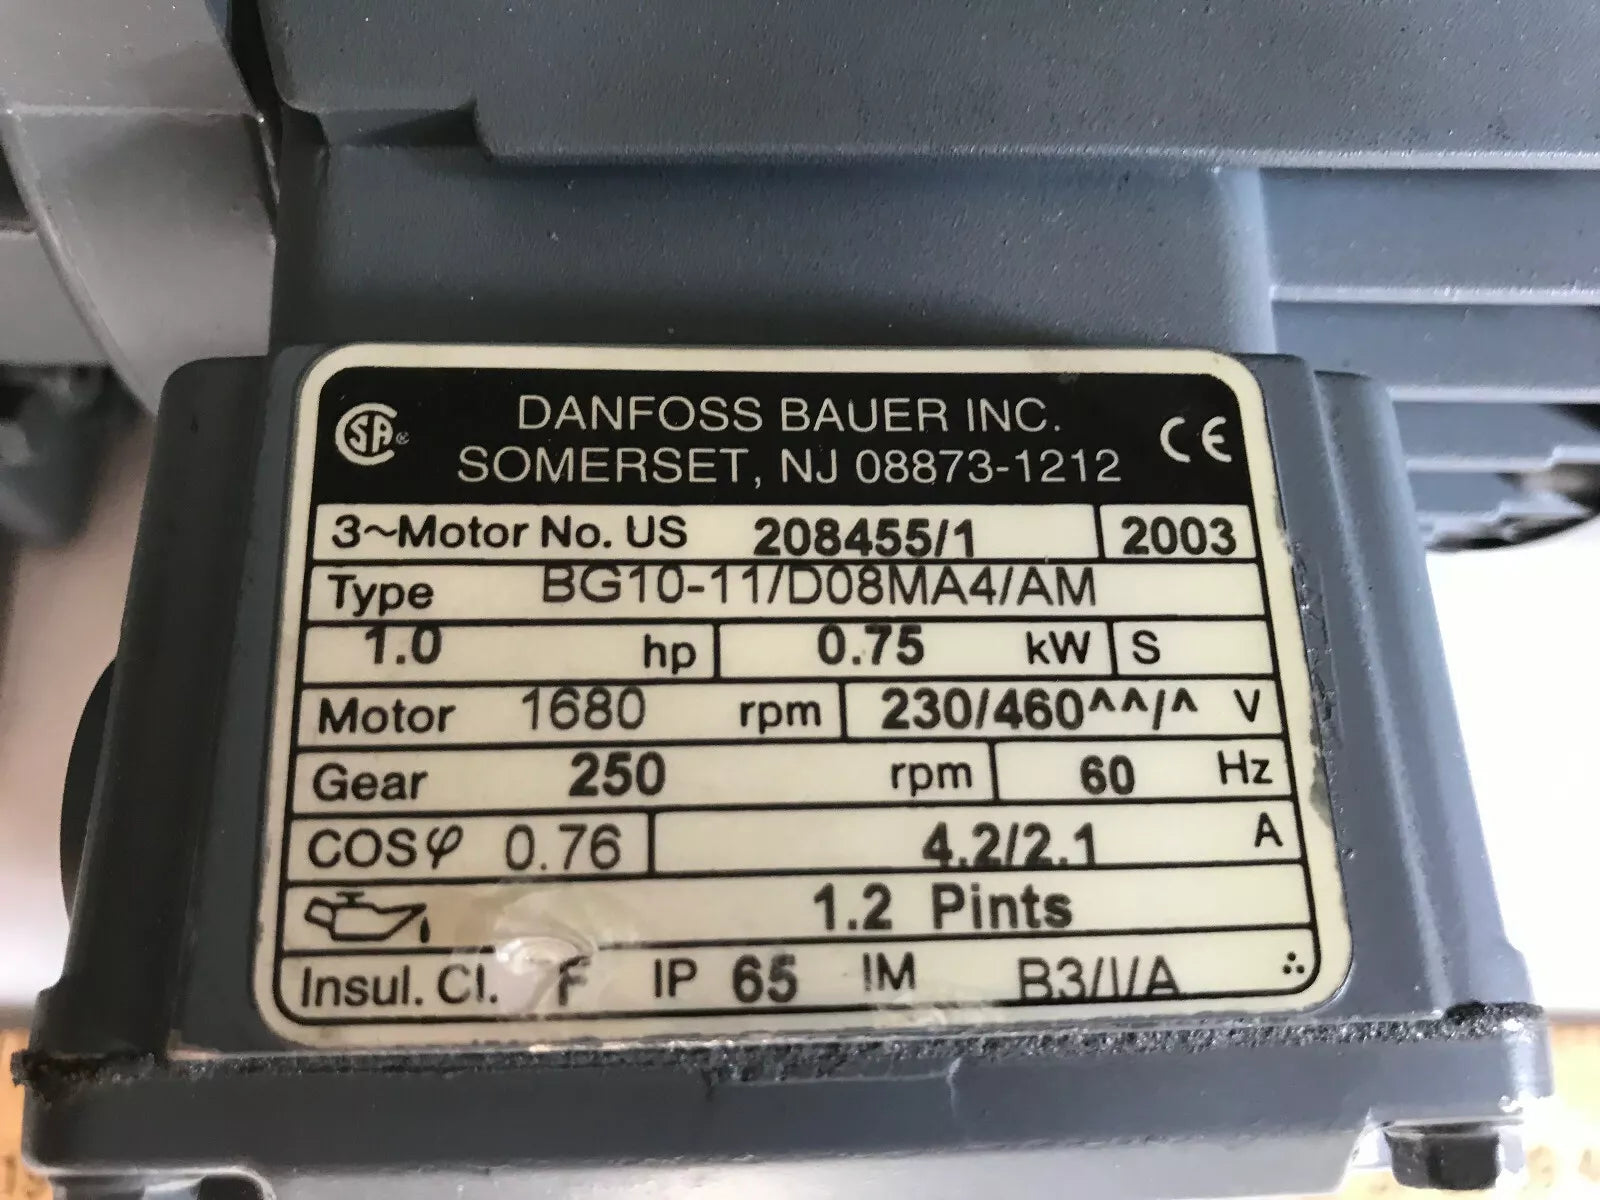 DANFOSS BAUER INC.
SOMERSET, NJ 08873-1212
3~Motor No. US 208455/1 2003
Type BG10-11/D08MA4/AM
1.0 hp 0.75 kW S
Motor 1680 rpm 230/460^^/^ V
Gear 250 rpm 60 Hz
COSφ 0.76 4.2/2.1 A
1.2 Pints
Insul. Cl. F IP 65 IM B3/I/A